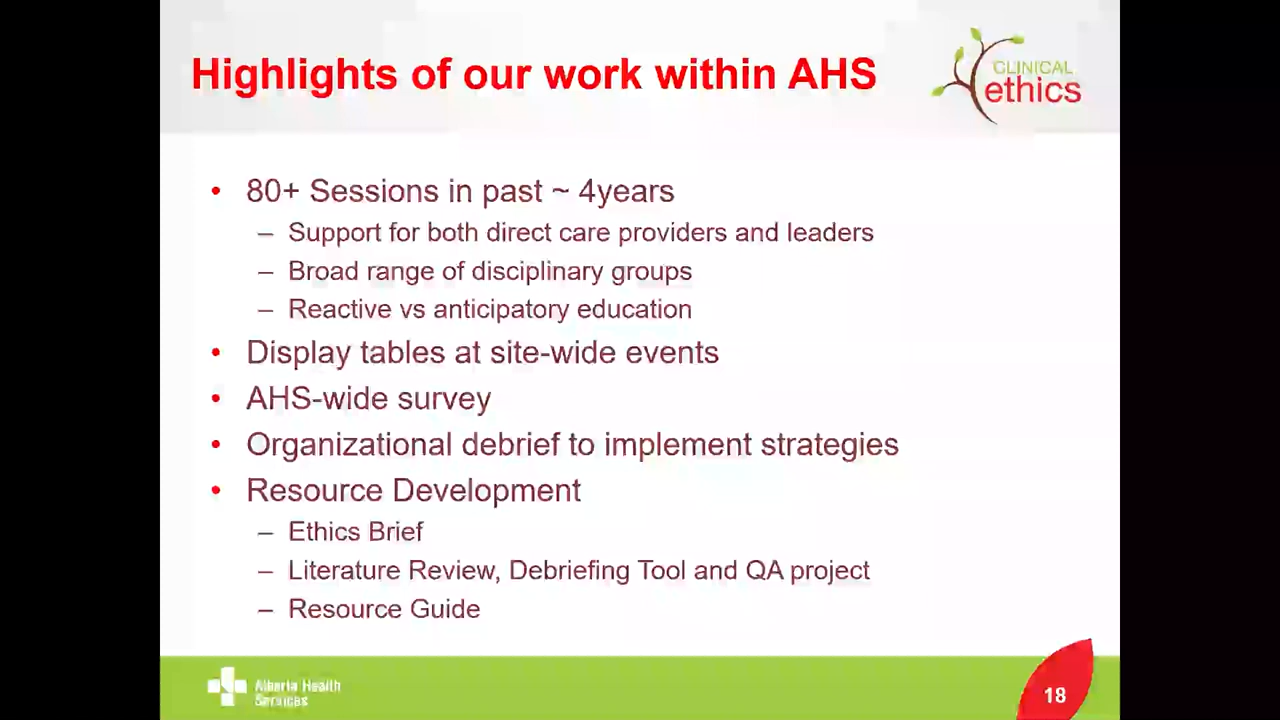 Highlights of our work within AHS
CLINICAL
ethics
• 80+ Sessions in past ~ 4years
– Support for both direct care providers and leaders
– Broad range of disciplinary groups
– Reactive vs anticipatory education
• Display tables at site-wide events
• AHS-wide survey
• Organizational debrief to implement strategies
• Resource Development
– Ethics Brief
– Literature Review, Debriefing Tool and QA project
– Resource Guide
Alberta Health
Services
18